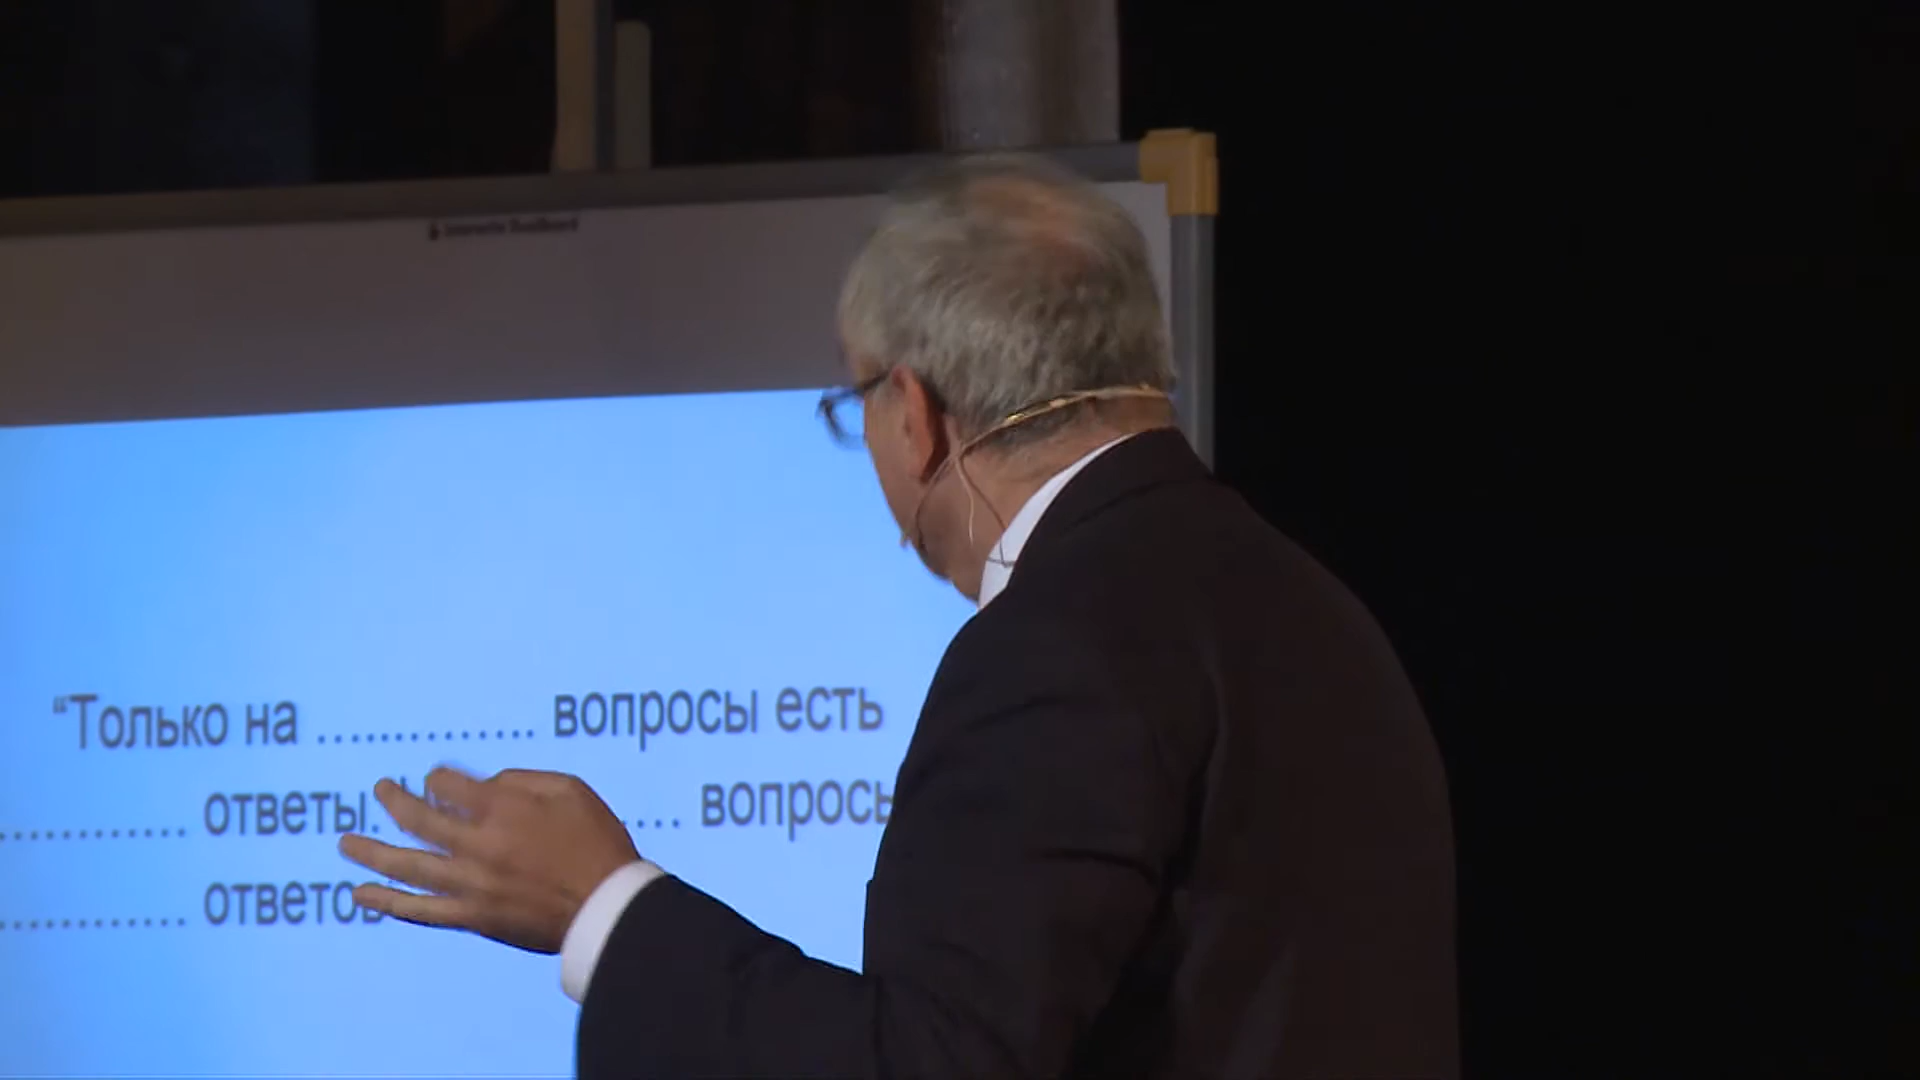 “Только на .............. вопросы есть
............ ответы. .... вопросы
............ ответов